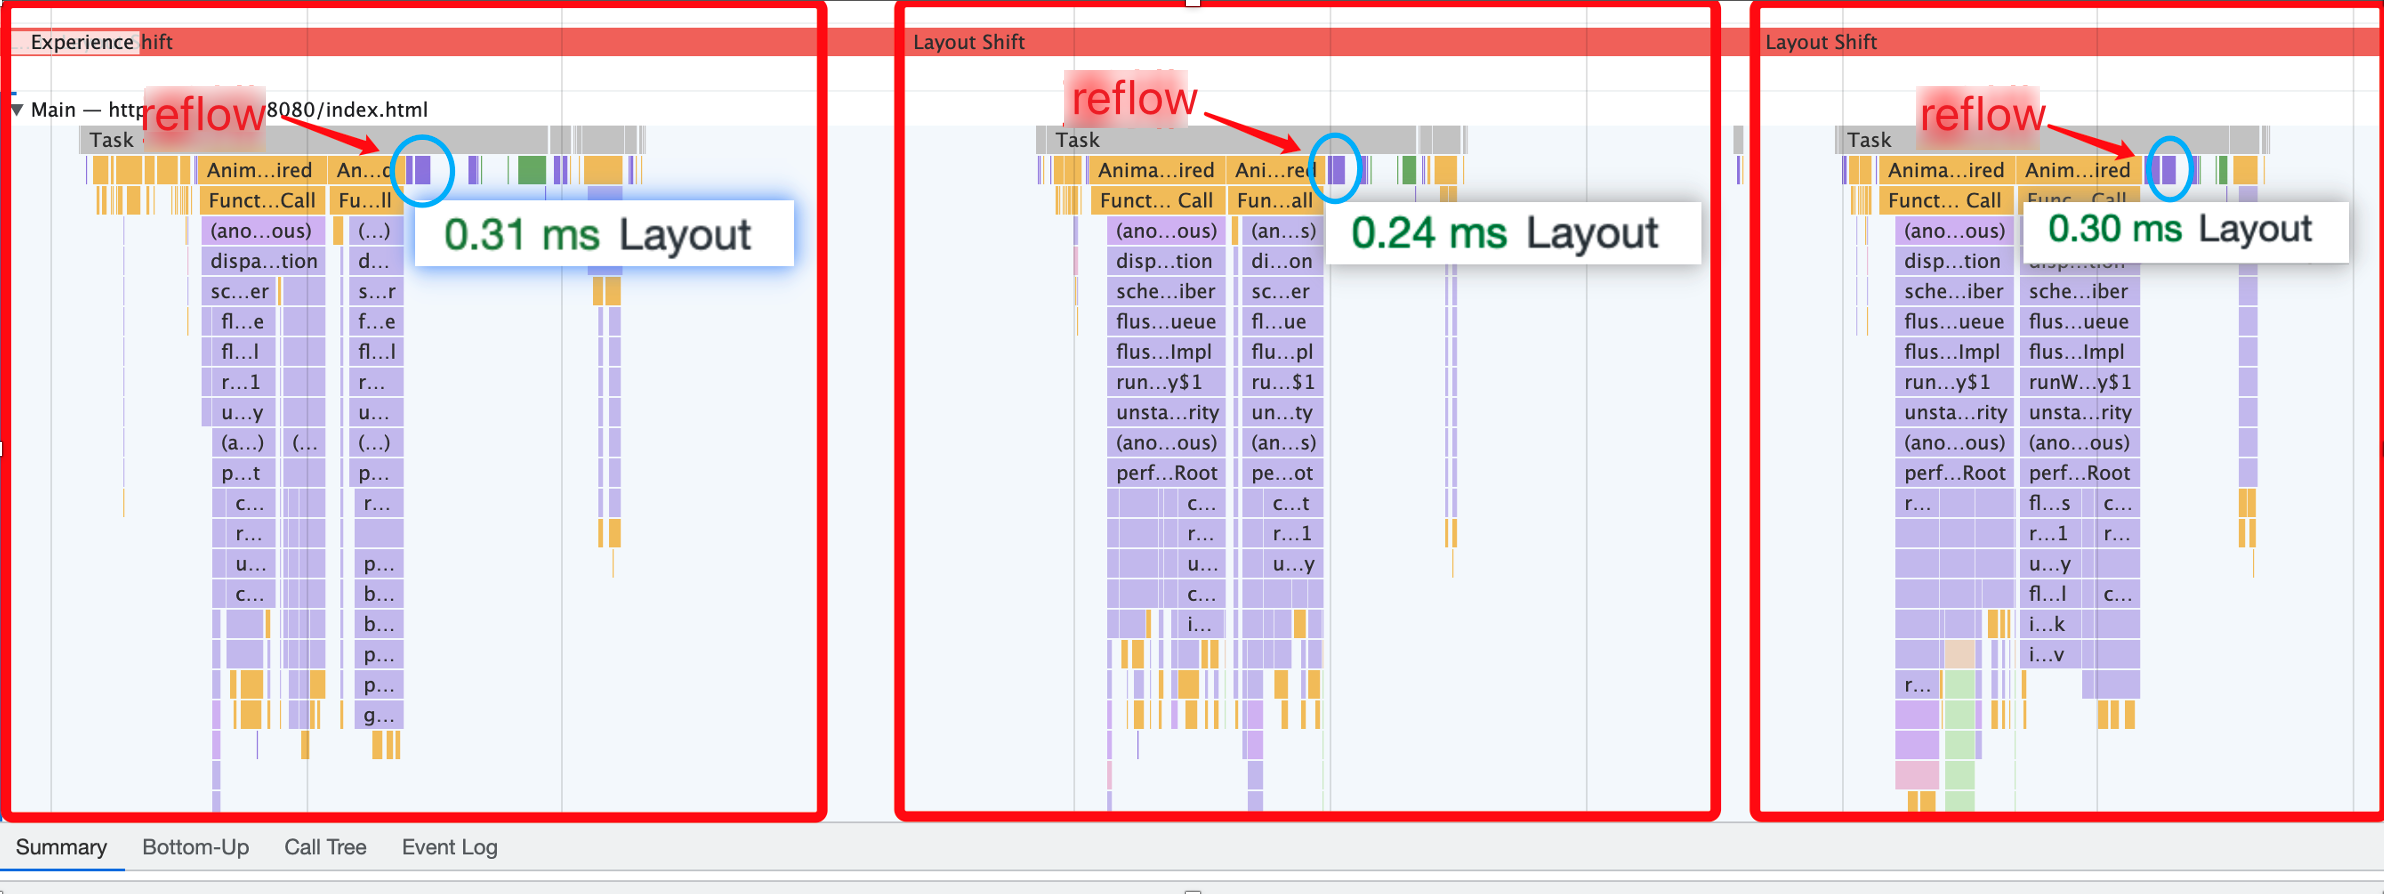 Experience hift
Layout Shift
Layout Shift
Main — http 8080/index.html
reflow
reflow
reflow
Task
Task
Task
Anim...ired An...d
Anima...ired Ani...red
Anima...ired Anim...ired
Funct...Call Fu...ll
Funct... Call Fun...all
Funct... Call Func...Call
0.31 ms Layout
0.24 ms Layout
0.30 ms Layout
(ano...ous) (...)
(ano...ous) (an...s)
(ano...ous)
dispa...tion d...
disp...tion di...on
disp...tion disp...tion
sc...er s...r
sche...iber sc...er
sche...iber sche...iber
fl...e f...e
flus...ueue fl...ue
flus...ueue flus...ueue
fl...l fl...l
flus...Impl flu...pl
flus...Impl flus...Impl
r...1 r...
run...y$1 ru...$1
run...y$1 runW...y$1
u...y u...
unsta...rity un...ty
unsta...rity unsta...rity
(a...) (... (...)
(ano...ous) (an...s)
(ano...ous) (ano...ous)
p...t p...
perf...Root pe...ot
perf...Root perf...Root
c... r...
c... c...t
r... fl...s c...
r...
r... r...1
r...1 r...
u... p...
u... u...y
u...y
c... b...
c...
fl...l c...
b...
i...
i...k
p...
i...v
p...
r...
g...
Summary Bottom-Up Call Tree Event Log